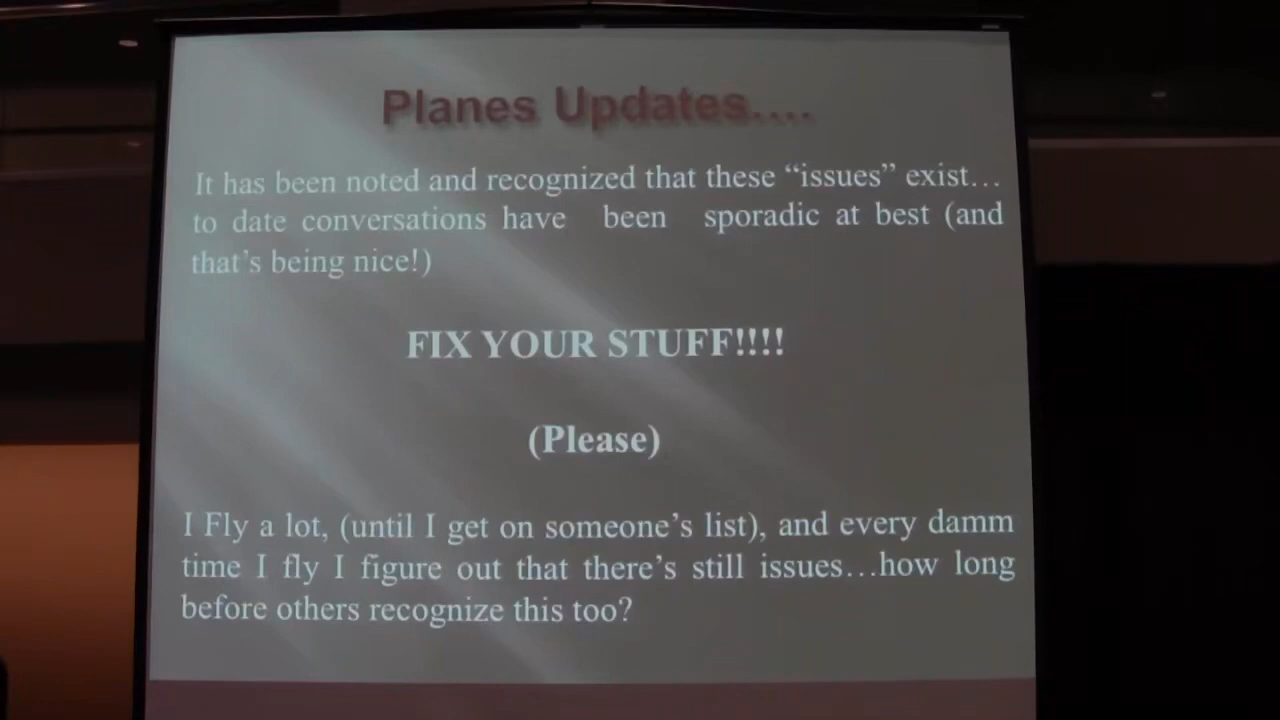 Planes Updates....
It has been noted and recognized that these “issues” exist…
to date conversations have been sporadic at best (and
that’s being nice!)
FIX YOUR STUFF!!!!
(Please)
I Fly a lot, (until I get on someone’s list), and every damm
time I fly I figure out that there’s still issues…how long
before others recognize this too?